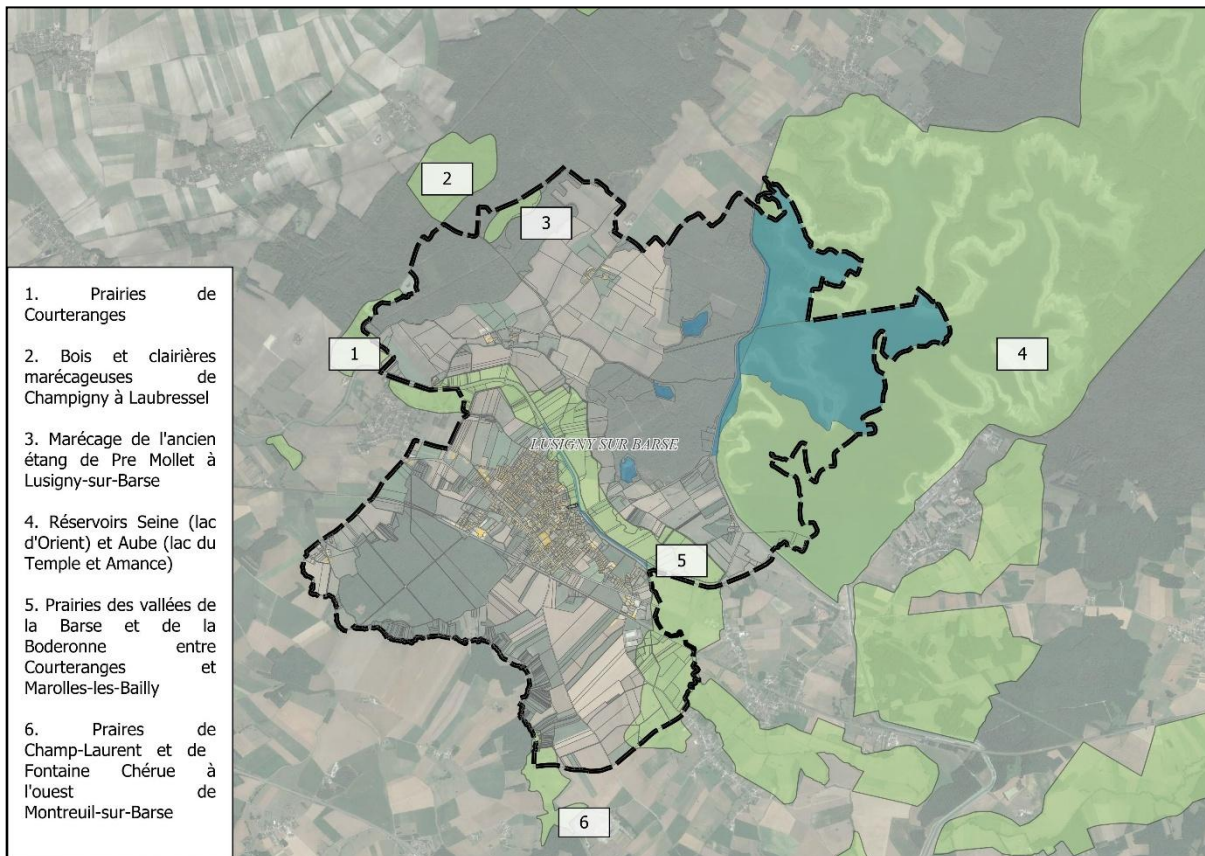 1. Prairies de
Courteranges
2. Bois et clairières
marécageuses de
Champigny à Laubressel
3. Marécage de l'ancien
étang de Pre Mollet à
Lusigny-sur-Barse
4. Réservoirs Seine (lac
d'Orient) et Aube (lac du
Temple et Amance)
5. Prairies des vallées de
la Barse et de la
Boderonne entre
Courteranges et
Marolles-les-Bailly
6. Praires de
Champ-Laurent et de
Fontaine Chérue à
l'ouest de
Montreuil-sur-Barse
2
3
1
4
LUSIGNY SUR BARSE
5
6